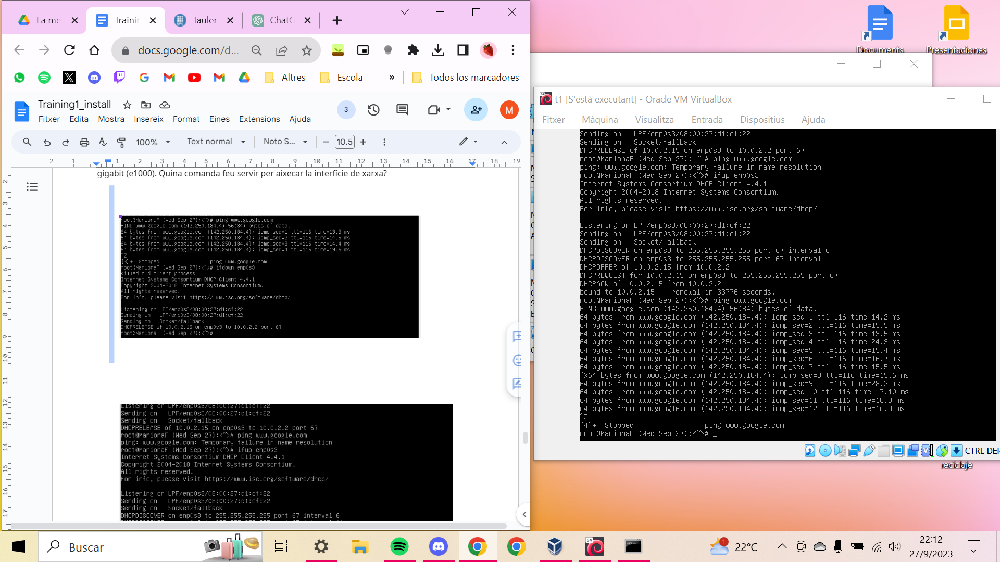 La me
Trainir
Tauler
ChatG
docs.google.com/d...
Altres
Escola
»
Todos los marcadores
Training1_install
Fitxer Edita Mostra Insereix Format Eines Extensions Ajuda
3
M
100%
Text normal
Noto S...
10.5
2 1 1 2 3 4 5 6 7 8 9 10 11 12 13 14 15 16 17 18 19
2
3
4
5
6
7
8
9
10
11
12
13
14
15
16
17
gigabit (e1000). Quina comanda feu servir per aixecar la interfície de xarxa?
root@MarionaF (Wed Sep 27):<~># ping www.google.com
PING www.google.com (142.250.184.4) 56(84) bytes of data.
64 bytes from www.google.com (142.250.184.4): icmp_seq=1 ttl=116 time=13.3 ms
64 bytes from www.google.com (142.250.184.4): icmp_seq=2 ttl=116 time=14.5 ms
64 bytes from www.google.com (142.250.184.4): icmp_seq=3 ttl=116 time=14.4 ms
64 bytes from www.google.com (142.250.184.4): icmp_seq=4 ttl=116 time=19.6 ms
^Z
[3]+  Stopped                 ping www.google.com
root@MarionaF (Wed Sep 27):<~># ifdown enp0s3
Killed old client process
Internet Systems Consortium DHCP Client 4.4.1
Copyright 2004-2018 Internet Systems Consortium.
All rights reserved.
For info, please visit https://www.isc.org/software/dhcp/
Listening on LPF/enp0s3/08:00:27:d1:cf:22
Sending on   LPF/enp0s3/08:00:27:d1:cf:22
Sending on   Socket/fallback
DHCPRELEASE of 10.0.2.15 on enp0s3 to 10.0.2.2 port 67
root@MarionaF (Wed Sep 27):<~>#
Listening on LPF/enp0s3/08:00:27:d1:cf:22
Sending on   LPF/enp0s3/08:00:27:d1:cf:22
Sending on   Socket/fallback
DHCPRELEASE of 10.0.2.15 on enp0s3 to 10.0.2.2 port 67
root@MarionaF (Wed Sep 27):<~># ping www.google.com
ping: www.google.com: Temporary failure in name resolution
root@MarionaF (Wed Sep 27):<~># ifup enp0s3
Internet Systems Consortium DHCP Client 4.4.1
Copyright 2004-2018 Internet Systems Consortium.
All rights reserved.
For info, please visit https://www.isc.org/software/dhcp/
Listening on LPF/enp0s3/08:00:27:d1:cf:22
Sending on   LPF/enp0s3/08:00:27:d1:cf:22
Sending on   Socket/fallback
DHCPDISCOVER on enp0s3 to 255.255.255.255 port 67 interval 6
Documents
Presentaciones
t1 [S'està executant] - Oracle VM VirtualBox
Fitxer Màquina Visualitza Entrada Dispositius Ajuda
Sending on   LPF/enp0s3/08:00:27:d1:cf:22
Sending on   Socket/fallback
DHCPRELEASE of 10.0.2.15 on enp0s3 to 10.0.2.2 port 67
root@MarionaF (Wed Sep 27):<~># ping www.google.com
ping: www.google.com: Temporary failure in name resolution
root@MarionaF (Wed Sep 27):<~># ifup enp0s3
Internet Systems Consortium DHCP Client 4.4.1
Copyright 2004-2018 Internet Systems Consortium.
All rights reserved.
For info, please visit https://www.isc.org/software/dhcp/
Listening on LPF/enp0s3/08:00:27:d1:cf:22
Sending on   LPF/enp0s3/08:00:27:d1:cf:22
Sending on   Socket/fallback
DHCPDISCOVER on enp0s3 to 255.255.255.255 port 67 interval 6
DHCPDISCOVER on enp0s3 to 255.255.255.255 port 67 interval 11
DHCPOFFER of 10.0.2.15 from 10.0.2.2
DHCPREQUEST for 10.0.2.15 on enp0s3 to 255.255.255.255 port 67
DHCPACK of 10.0.2.15 from 10.0.2.2
bound to 10.0.2.15 -- renewal in 33776 seconds.
root@MarionaF (Wed Sep 27):<~># ping www.google.com
PING www.google.com (142.250.184.4) 56(84) bytes of data.
64 bytes from www.google.com (142.250.184.4): icmp_seq=1 ttl=116 time=14.2 ms
64 bytes from www.google.com (142.250.184.4): icmp_seq=2 ttl=116 time=15.5 ms
64 bytes from www.google.com (142.250.184.4): icmp_seq=3 ttl=116 time=13.5 ms
64 bytes from www.google.com (142.250.184.4): icmp_seq=4 ttl=116 time=24.3 ms
64 bytes from www.google.com (142.250.184.4): icmp_seq=5 ttl=116 time=15.4 ms
64 bytes from www.google.com (142.250.184.4): icmp_seq=6 ttl=116 time=16.7 ms
64 bytes from www.google.com (142.250.184.4): icmp_seq=7 ttl=116 time=15.5 ms
^X64 bytes from www.google.com (142.250.184.4): icmp_seq=8 ttl=116 time=15.6 ms
64 bytes from www.google.com (142.250.184.4): icmp_seq=9 ttl=116 time=28.2 ms
64 bytes from www.google.com (142.250.184.4): icmp_seq=10 ttl=116 time=17.10 ms
64 bytes from www.google.com (142.250.184.4): icmp_seq=11 ttl=116 time=18.8 ms
64 bytes from www.google.com (142.250.184.4): icmp_seq=12 ttl=116 time=16.3 ms
^Z
[4]+  Stopped                 ping www.google.com
root@MarionaF (Wed Sep 27):<~># _
CTRL DER
reciclaje
Buscar
1
22°C
22:12
27/9/2023